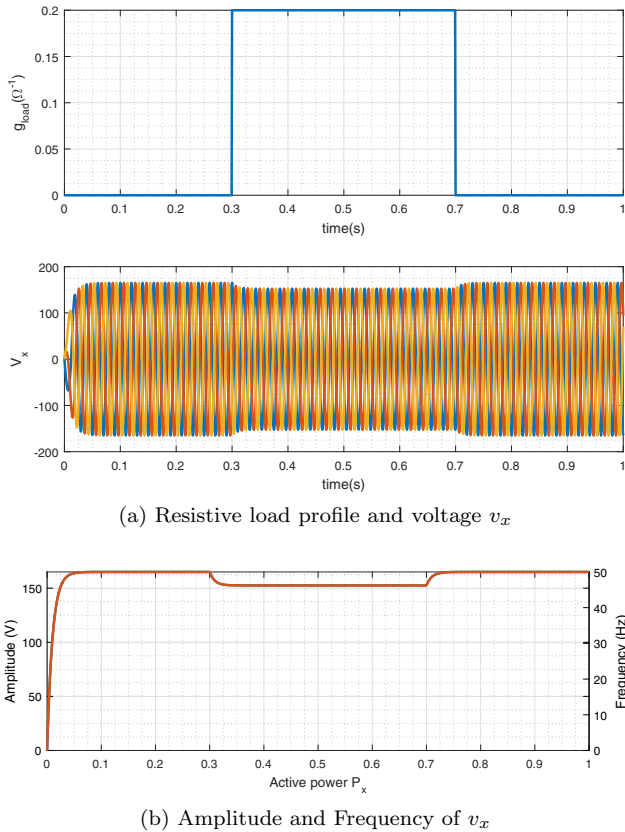 0.2
0.15
0.1
0.05
0
g_load(Ω^-1)
0 0.1 0.2 0.3 0.4 0.5 0.6 0.7 0.8 0.9 1
time(s)
200
100
0
-100
-200
V_x
0 0.1 0.2 0.3 0.4 0.5 0.6 0.7 0.8 0.9 1
time(s)
(a) Resistive load profile and voltage v_x
150
100
50
0
Amplitude (V)
50
40
30
20
10
0
Frequency (Hz)
0 0.1 0.2 0.3 0.4 0.5 0.6 0.7 0.8 0.9 1
Active power P_x
(b) Amplitude and Frequency of v_x